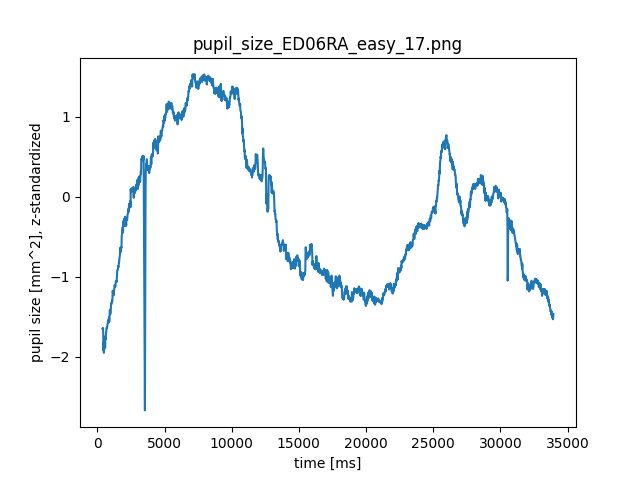 pupil_size_ED06RA_easy_17.png
pupil size [mm^2], z-standardized
1
0
−1
−2
0 5000 10000 15000 20000 25000 30000 35000
time [ms]